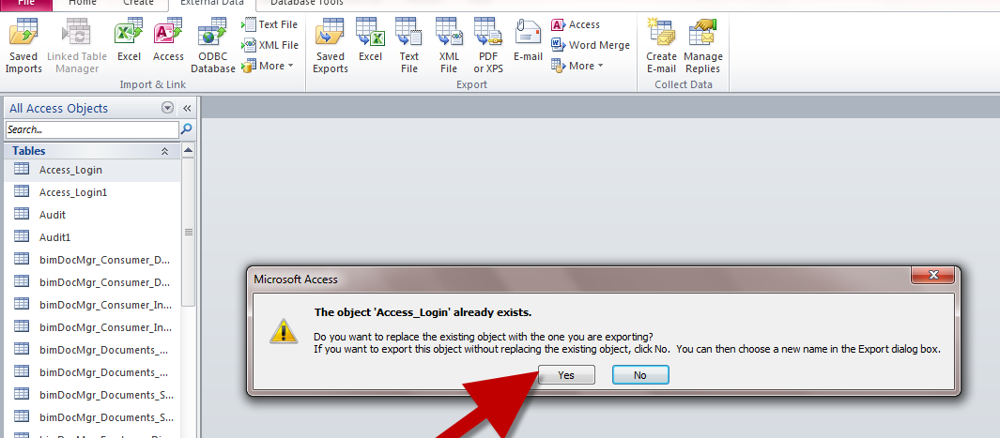 File
Home
Create
External Data
Database Tools
Saved Imports
Linked Table Manager
Excel
Access
ODBC Database
Text File
XML File
More
Import & Link
Saved Exports
Excel
Text File
XML File
PDF or XPS
E-mail
Access
Word Merge
More
Export
Create E-mail
Manage Replies
Collect Data
All Access Objects
Search...
Tables
Access_Login
Access_Login1
Audit
Audit1
bimDocMgr_Consumer_D...
bimDocMgr_Consumer_D...
bimDocMgr_Consumer_In...
bimDocMgr_Consumer_In...
bimDocMgr_Documents_...
bimDocMgr_Documents_...
bimDocMgr_Documents_S...
bimDocMgr_Documents_S...
Microsoft Access
The object 'Access_Login' already exists.
Do you want to replace the existing object with the one you are exporting?
If you want to export this object without replacing the existing object, click No. You can then choose a new name in the Export dialog box.
Yes
No